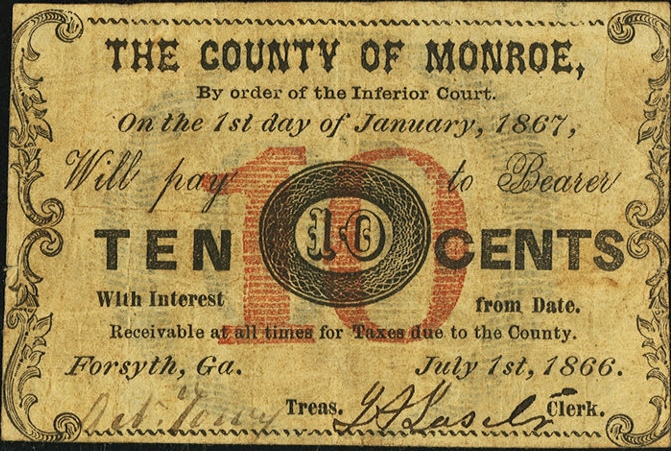 THE COUNTY OF MONROE,
By order of the Inferior Court.
On the 1st day of January, 1867,
Will pay 10 to Bearer
TEN 10 CENTS
With Interest from Date.
Receivable at all times for Taxes due to the County.
Forsyth, Ga. July 1st, 1866.
Treas. Clerk.